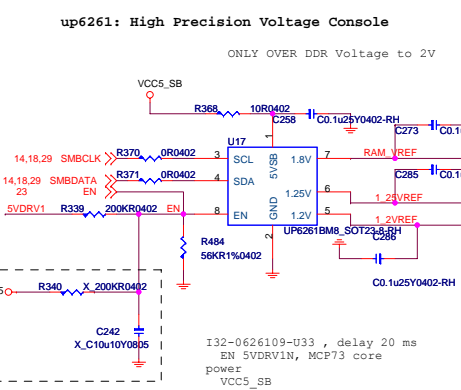 up6261: High Precision Voltage Console
ONLY OVER DDR Voltage to 2V
VCC5_SB
R368 10R0402
C258 C0.1u25Y0402-RH
C273 C0.1
U17
14,18,29 SMBCLK R370 0R0402 3 SCL
1 5VSB
1.8V 7 RAM_VREF
14,18,29 SMBDATA R371 0R0402 4 SDA
C285 C0.1
23 EN
1.25V 6 1_25VREF
5VDRV1 R339 200KR0402 EN 8 EN
GND 2
1.2V 5 1_2VREF
UP6261BM8_SOT23-8-RH
R484
56KR1%0402
C286
C0.1u25Y0402-RH
R340 X_200KR0402
C242
X_C10u10Y0805
I32-0626109-U33 , delay 20 ms
EN 5VDRV1N, MCP73 core
power
VCC5_SB